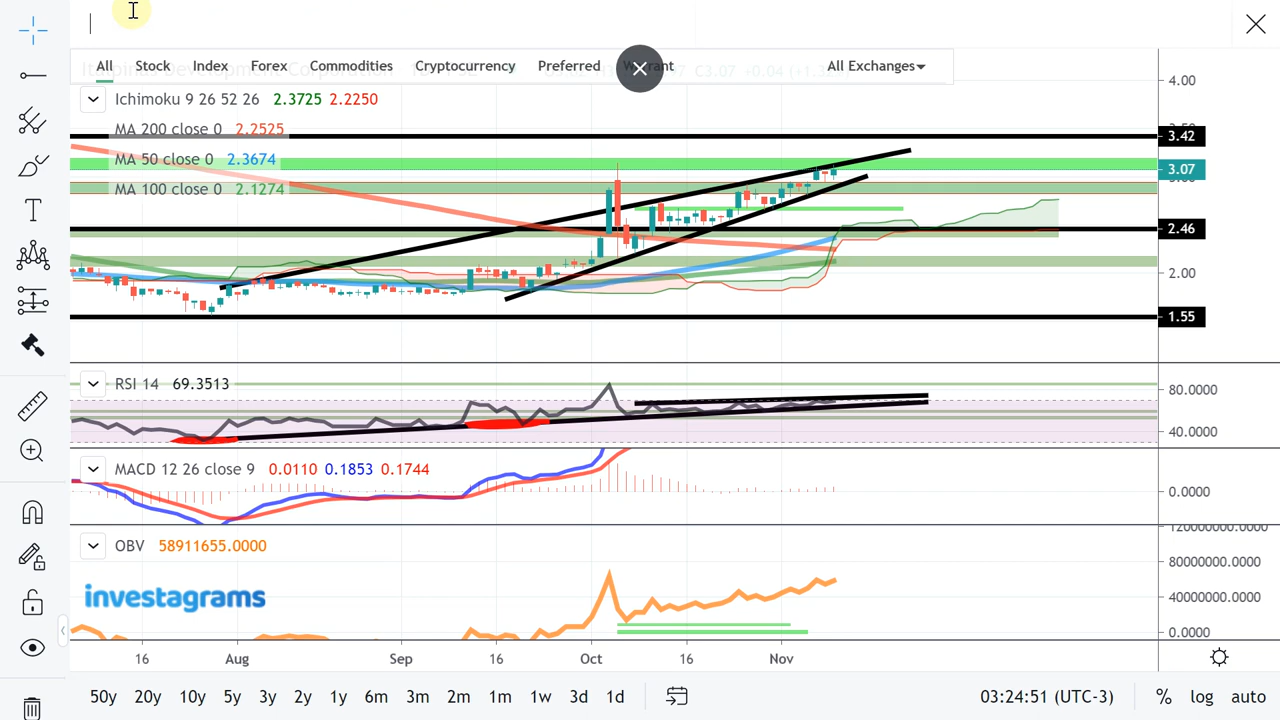 All Stock Index Forex Commodities Cryptocurrency Preferred All Exchanges
Ichimoku 9 26 52 26 2.3725 2.2250
MA 200 close 0 2.2525
MA 50 close 0 2.3674
MA 100 close 0 2.1274
4.00
3.42
3.07
2.46
2.00
1.55
RSI 14 69.3513
80.0000
40.0000
MACD 12 26 close 9 0.0110 0.1853 0.1744
0.0000
OBV 58911655.0000
120000000.0000
80000000.0000
40000000.0000
0.0000
investagrams
16 Aug Sep 16 Oct 16 Nov
50y 20y 10y 5y 3y 2y 1y 6m 3m 2m 1m 1w 3d 1d 03:24:51 (UTC-3) % log auto